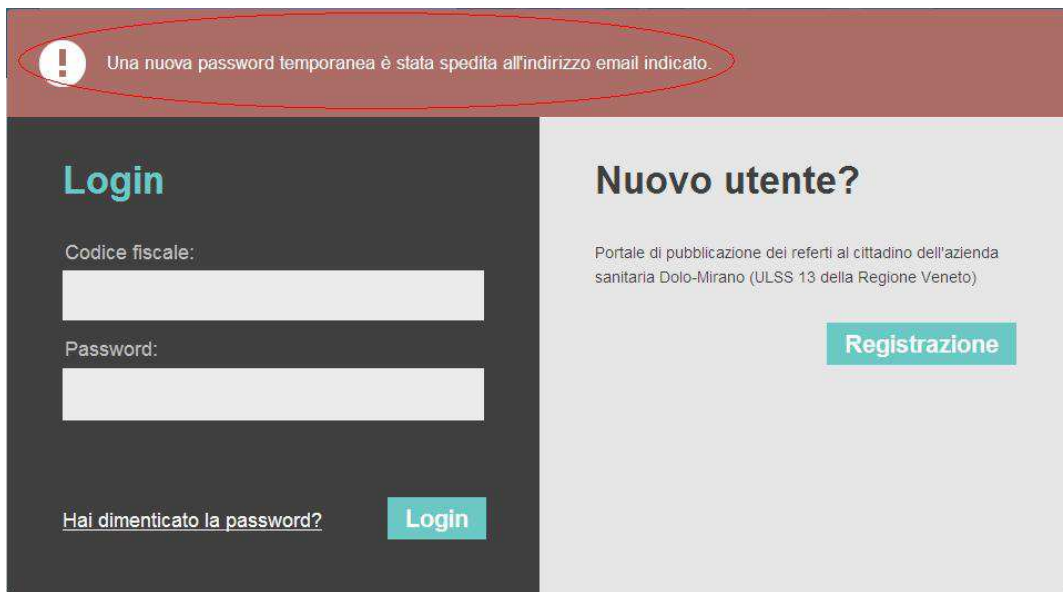 Una nuova password temporanea è stata spedita all'indirizzo email indicato.
Login
Codice fiscale:
Password:
Hai dimenticato la password?
Login
Nuovo utente?
Portale di pubblicazione dei referti al cittadino dell'azienda
sanitaria Dolo-Mirano (ULSS 13 della Regione Veneto)
Registrazione